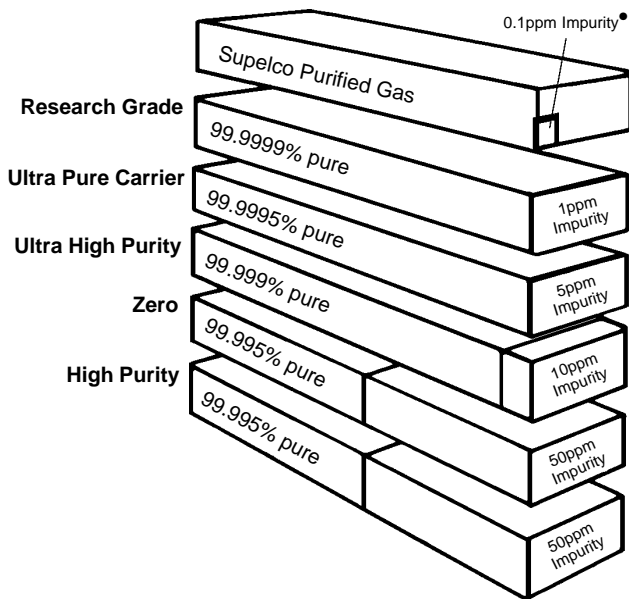 0.1ppm Impurity●
Supelco Purified Gas
Research Grade
99.9999% pure
1ppm
Impurity
Ultra Pure Carrier
99.9995% pure
5ppm
Impurity
Ultra High Purity
99.999% pure
10ppm
Impurity
Zero
99.995% pure
50ppm
Impurity
High Purity
99.995% pure
50ppm
Impurity